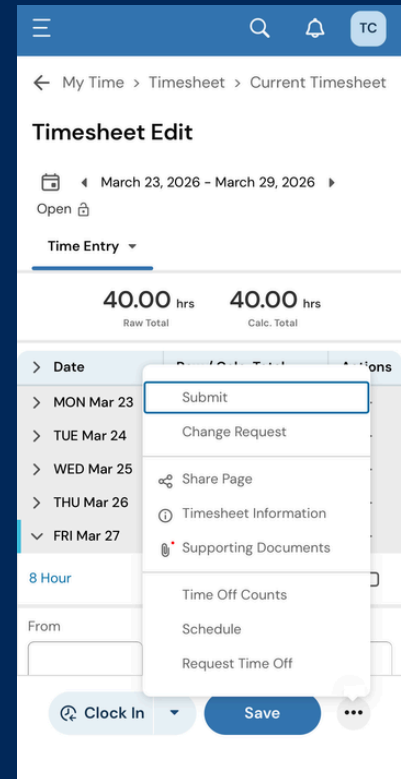 TC
My Time > Timesheet > Current Timesheet
Timesheet Edit
March 23, 2026 - March 29, 2026
Open
Time Entry
40.00 hrs 40.00 hrs
Raw Total Calc. Total
Date
MON Mar 23
TUE Mar 24
WED Mar 25
THU Mar 26
FRI Mar 27
8 Hour
From
Submit
Change Request
Share Page
Timesheet Information
Supporting Documents
Time Off Counts
Schedule
Request Time Off
Clock In Save